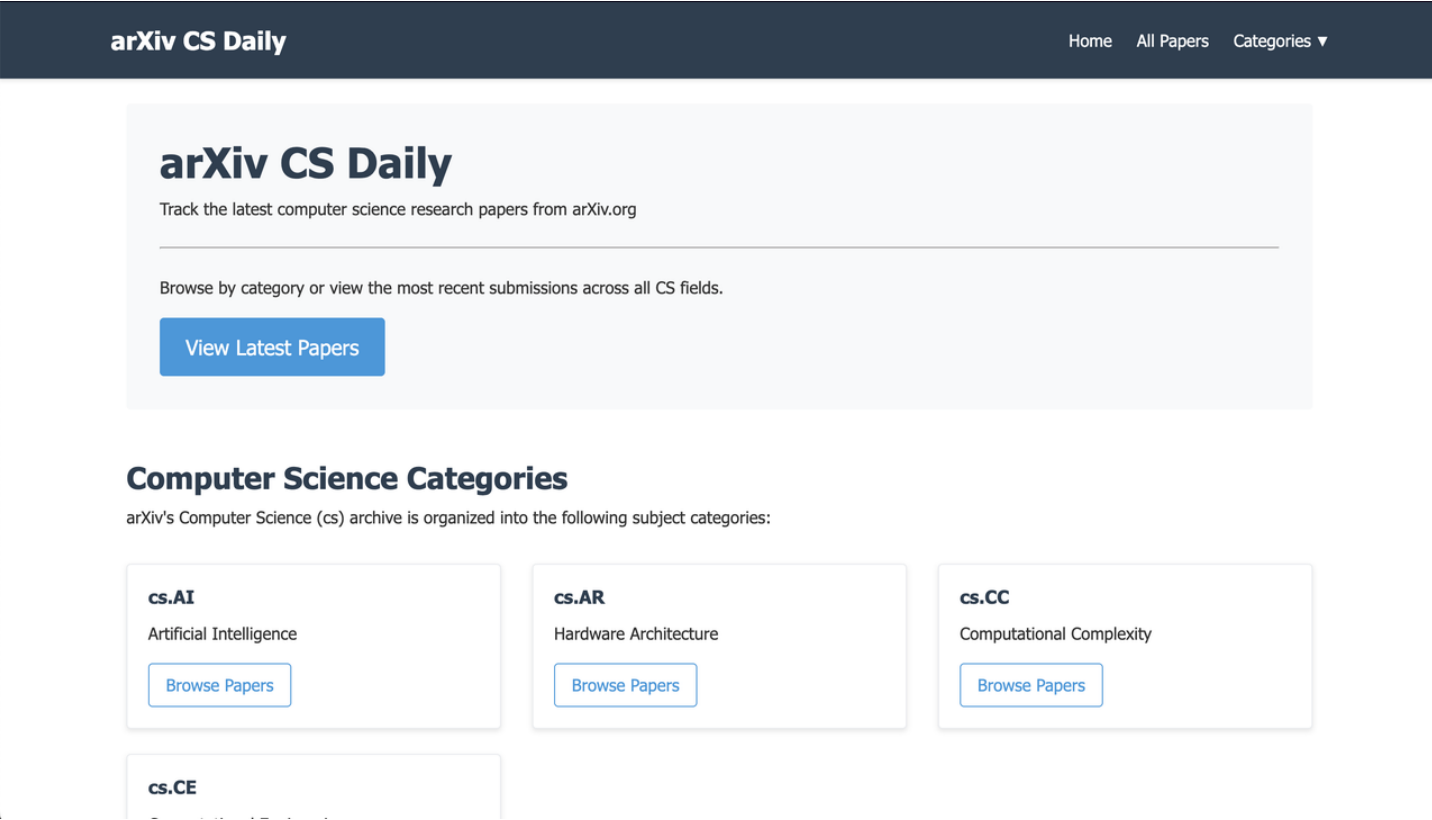 arXiv CS Daily
Home
All Papers
Categories ▼
arXiv CS Daily
Track the latest computer science research papers from arXiv.org
Browse by category or view the most recent submissions across all CS fields.
View Latest Papers
Computer Science Categories
arXiv's Computer Science (cs) archive is organized into the following subject categories:
cs.AI
Artificial Intelligence
Browse Papers
cs.AR
Hardware Architecture
Browse Papers
cs.CC
Computational Complexity
Browse Papers
cs.CE